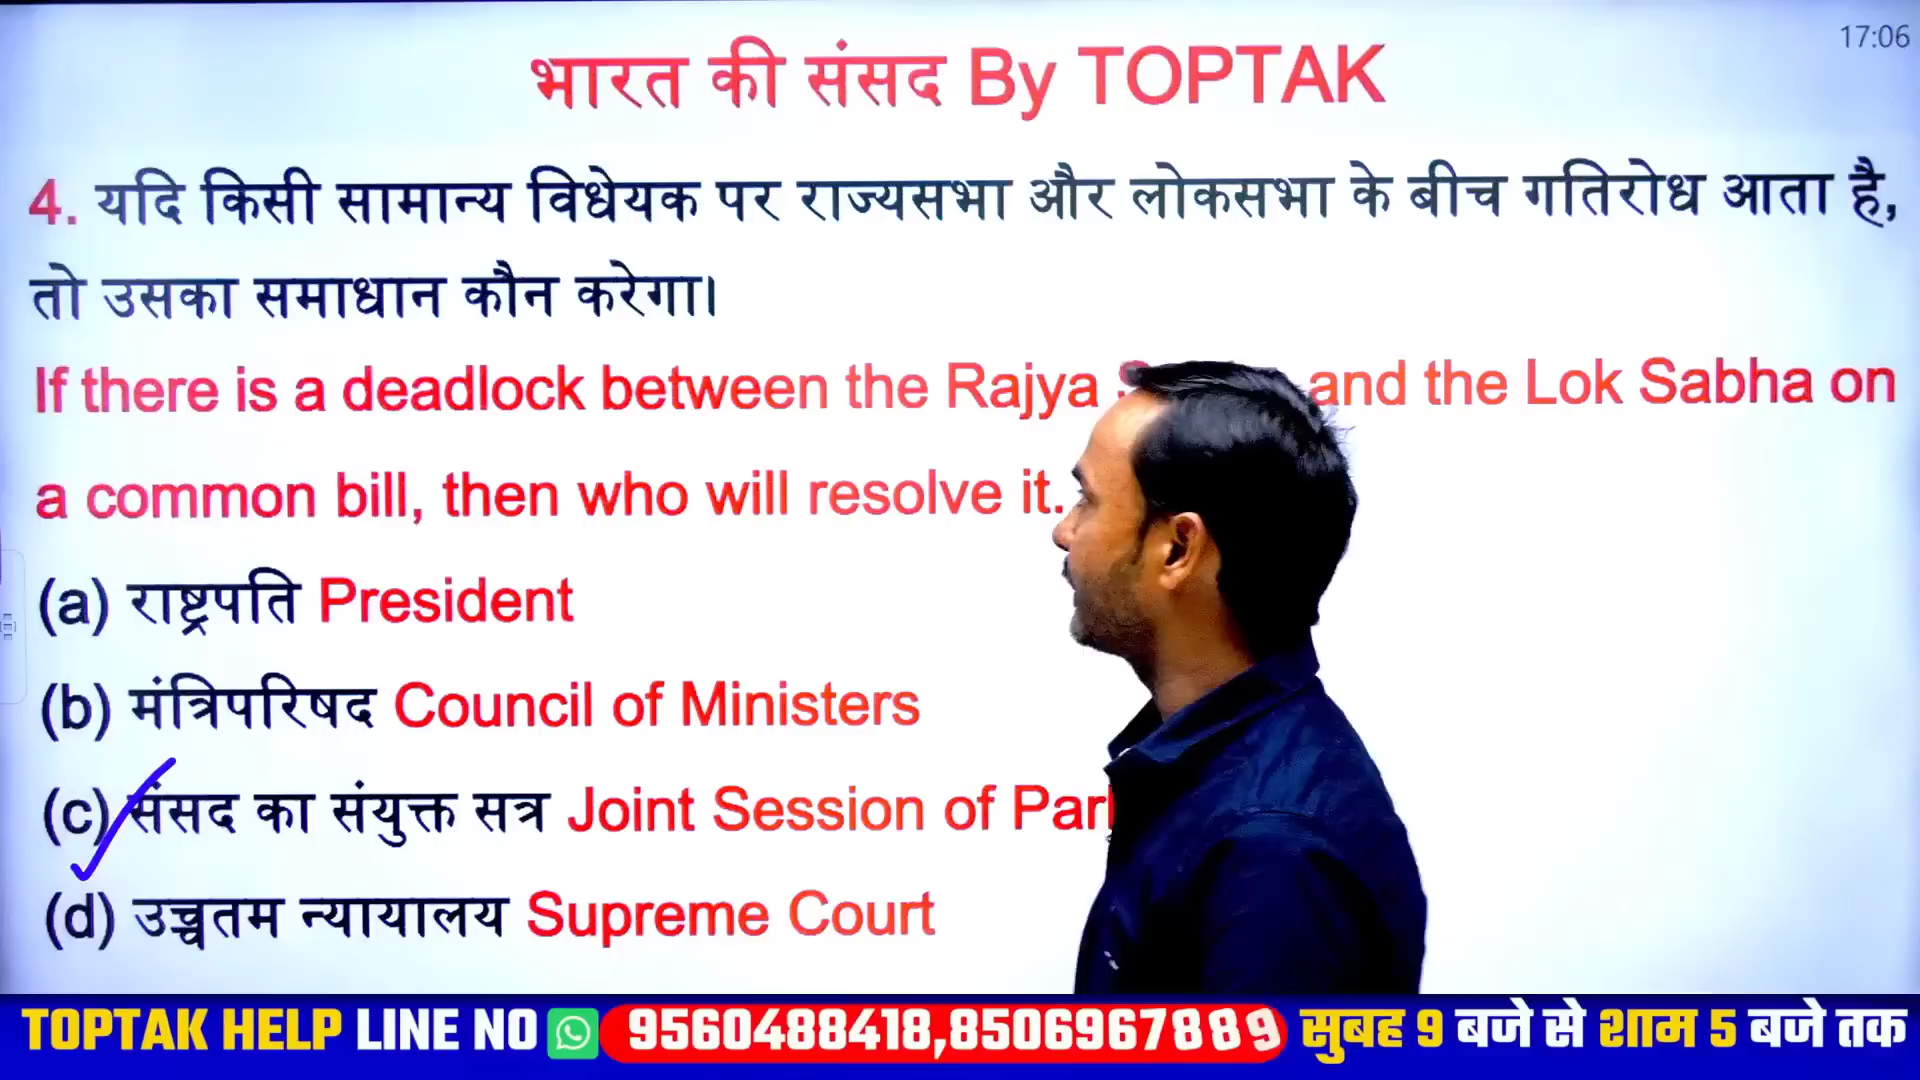 17:06
भारत की संसद By TOPTAK
4. यदि किसी सामान्य विधेयक पर राज्यसभा और लोकसभा के बीच गतिरोध आता है,
तो उसका समाधान कौन करेगा।
If there is a deadlock between the Rajya and the Lok Sabha on
a common bill, then who will resolve it.
(a) राष्ट्रपति President
(b) मंत्रिपरिषद Council of Ministers
(c) संसद का संयुक्त सत्र Joint Session of
(d) उच्चतम न्यायालय Supreme Court
TOPTAK HELP LINE NO 9560488418,8506967889 सुबह 9 बजे से शाम 5 बजे तक